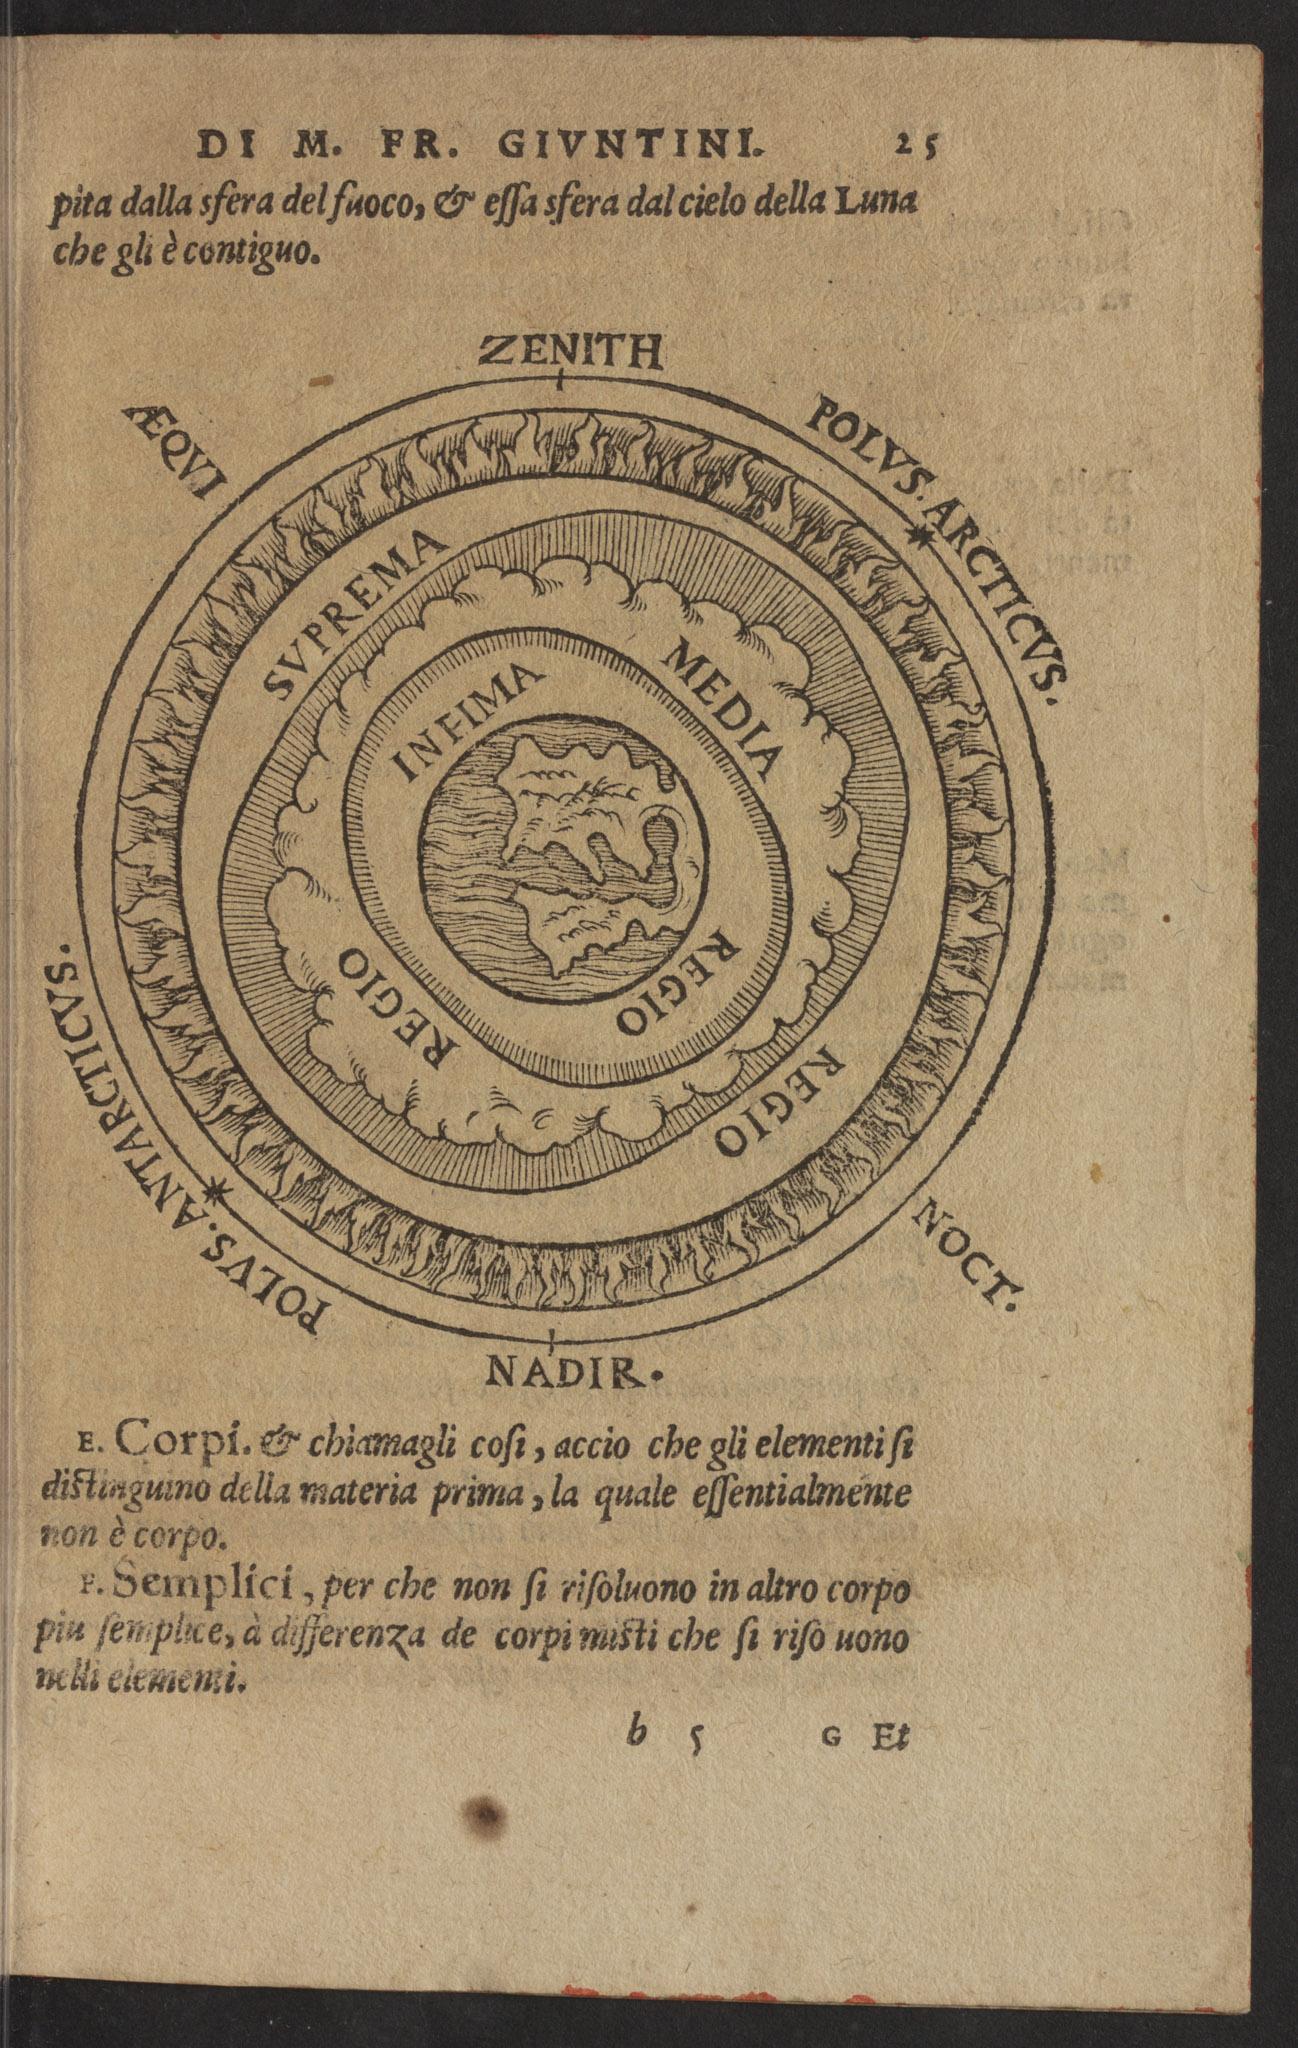 DI M. FR. GIVNTINI. 25
pita dalla sfera del fuoco, & eſſa sfera dal cielo della Luna
che gli è contiguo.
ZENITH
ÆQVI
POLVS. ARCTICVS.
SVPREMA
MEDIA
INFIMA
REGIO
REGIO
REGIO
POLVS. ANTARCTICVS.
NOCT.
NADIR.
E. Corpi. & chiamagli coſi, accio che gli elementi ſi
diſtinguino della materia prima, la quale eſſentialmente
non è corpo.
F. Semplici, per che non ſi riſoluono in altro corpo
piu ſemplice, à differenza de corpi miſti che ſi riſo uono
nelli elementi.
b 5 G Et